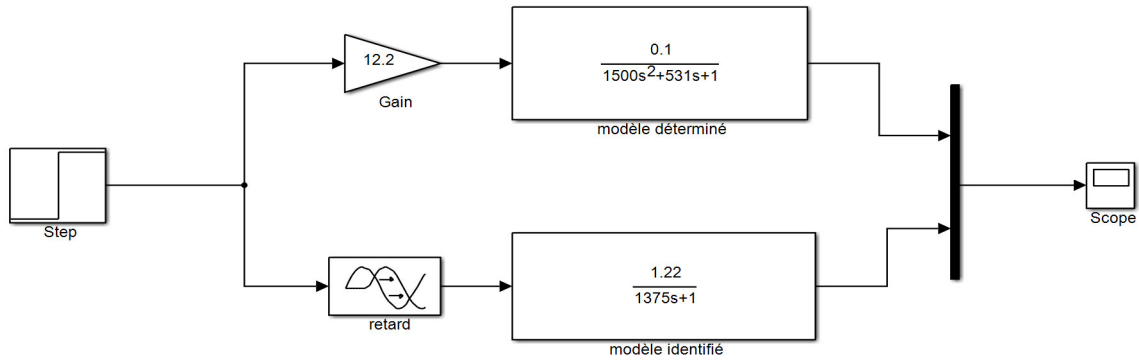 12.2
Gain
0.1
1500s2+531s+1
modèle déterminé
Step
Scope
retard
1.22
1375s+1
modèle identifié